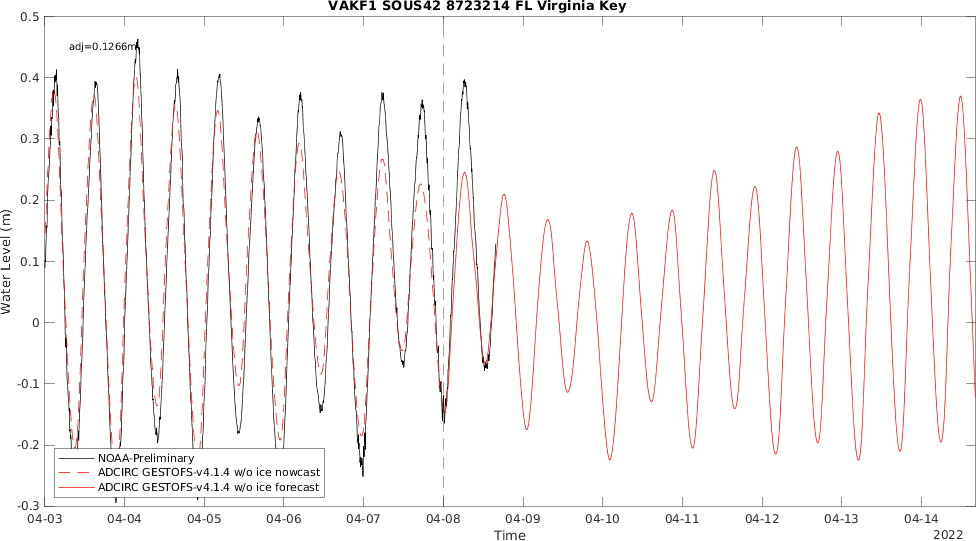 VAKF1 SOUS42 8723214 FL Virginia Key
adj=0.1266m
Water Level (m)
0.5
0.4
0.3
0.2
0.1
0
-0.1
-0.2
-0.3
NOAA-Preliminary
ADCIRC GESTOFS-v4.1.4 w/o ice nowcast
ADCIRC GESTOFS-v4.1.4 w/o ice forecast
04-03 04-04 04-05 04-06 04-07 04-08 04-09 04-10 04-11 04-12 04-13 04-14
Time
2022